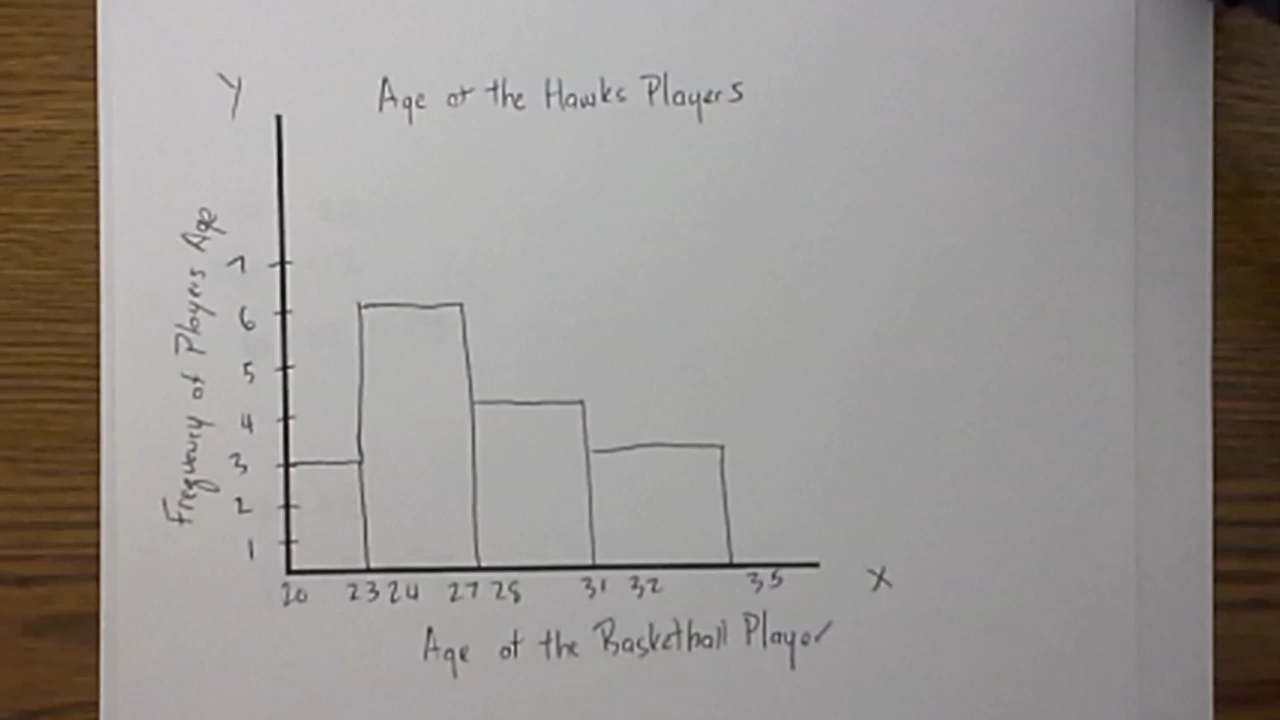 Y
Age of the Hawks Players
Frequency of Players Age
7
6
5
4
3
2
1
20 23 24 27 28 31 32 35
X
Age of the Basketball Player